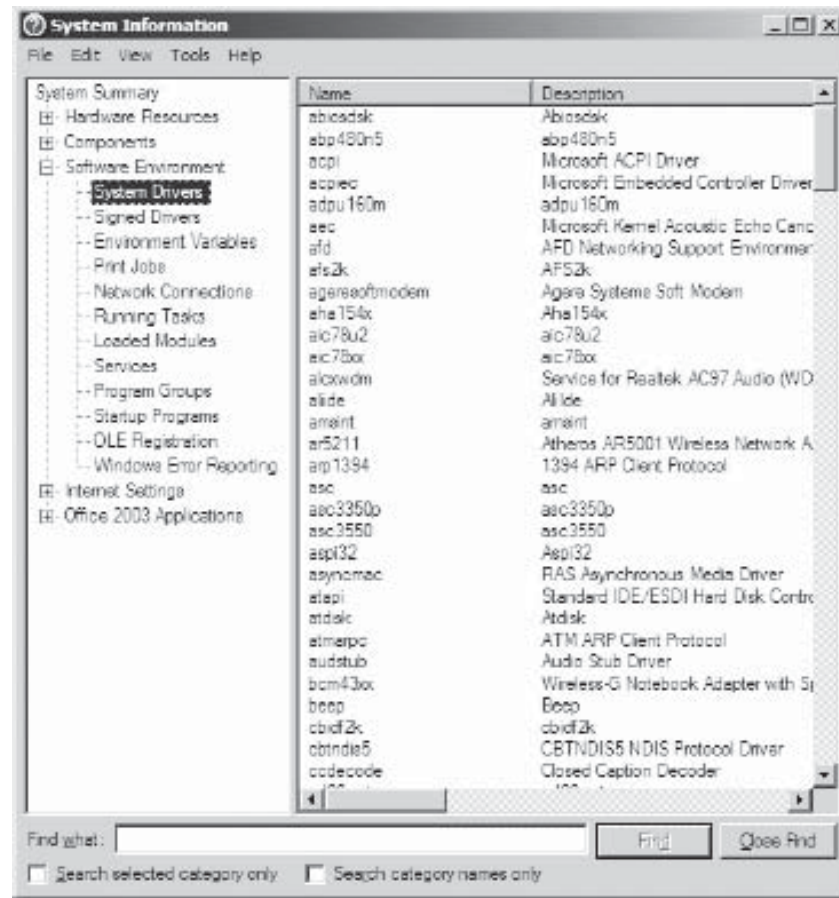 System Information
File Edit View Tools Help
System Summary
Hardware Resources
Components
Software Environment
System Drivers
Signed Drivers
Environment Variables
Print Jobs
Network Connections
Running Tasks
Loaded Modules
Services
Program Groups
Startup Programs
OLE Registration
Windows Error Reporting
Internet Settings
Office 2003 Applications
Name Description
abiosdsk Abiosdsk
abp480n5 abp480n5
acpi Microsoft ACPI Driver
acpiec Microsoft Embedded Controller Driver
adpu160m adpu160m
aec Microsoft Kernel Acoustic Echo Canc
afd AFD Networking Support Environmen
afs2k AFS2k
ageresoftmodem Agere Systems Soft Modem
aha154x Aha154x
aic78u2 aic78u2
aic78xx aic78xx
alcxwdm Service for Realtek AC97 Audio (WD
aliide AliIde
amsint amsint
ar5211 Atheros AR5001 Wireless Network A
arp1394 1394 ARP Client Protocol
asc asc
asc3350p asc3350p
asc3550 asc3550
aspi32 Aspi32
asyncmac RAS Asynchronous Media Driver
atapi Standard IDE/ESDI Hard Disk Contro
atdisk Atdisk
atmarpc ATM ARP Client Protocol
audstub Audio Stub Driver
bcm43xx Wireless-G Notebook Adapter with Sp
beep Beep
cbidf2k cbidf2k
cbtndis5 CBTNDIS5 NDIS Protocol Driver
ccdecode Closed Caption Decoder
Find what: Find Close Find
Search selected category only Search category names only